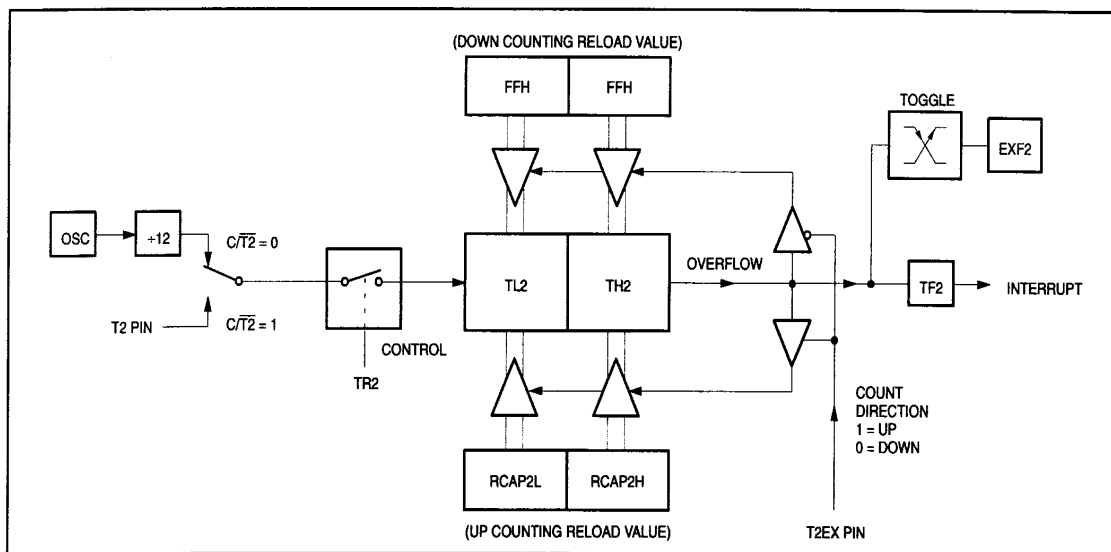 (DOWN COUNTING RELOAD VALUE)
FFH FFH
TOGGLE
EXF2
OSC
÷12
C/T2̅ = 0
TL2 TH2
OVERFLOW
TF2
INTERRUPT
T2 PIN
C/T2̅ = 1
CONTROL
TR2
COUNT
DIRECTION
1 = UP
0 = DOWN
RCAP2L RCAP2H
(UP COUNTING RELOAD VALUE)
T2EX PIN